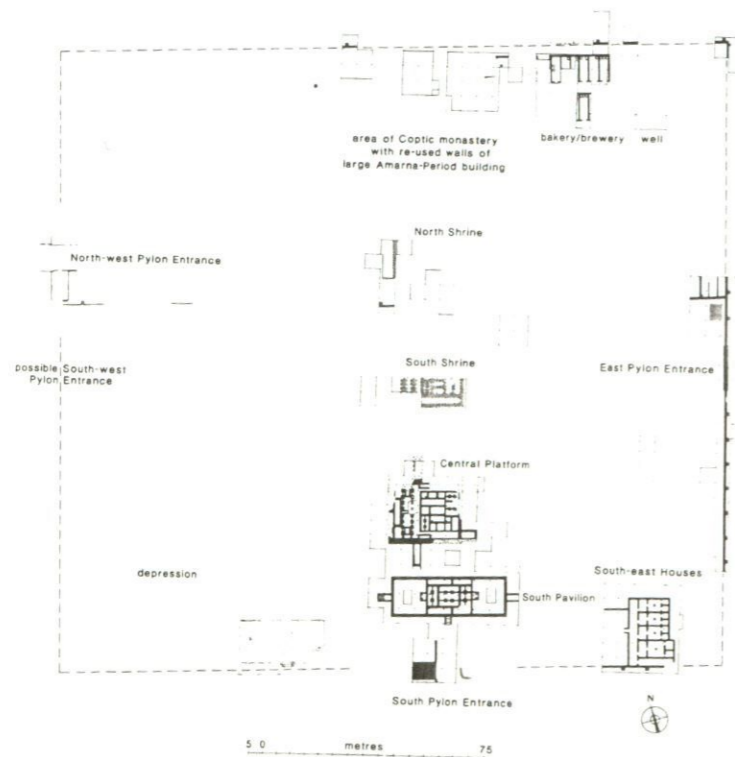 area of Coptic monastery
with re-used walls of
large Amarna-Period building
bakery/brewery
well
North Shrine
North-west Pylon Entrance
South Shrine
possible South-west
Pylon Entrance
East Pylon Entrance
Central Platform
depression
South-east Houses
South Pavilion
South Pylon Entrance
N
5 0 metres 75